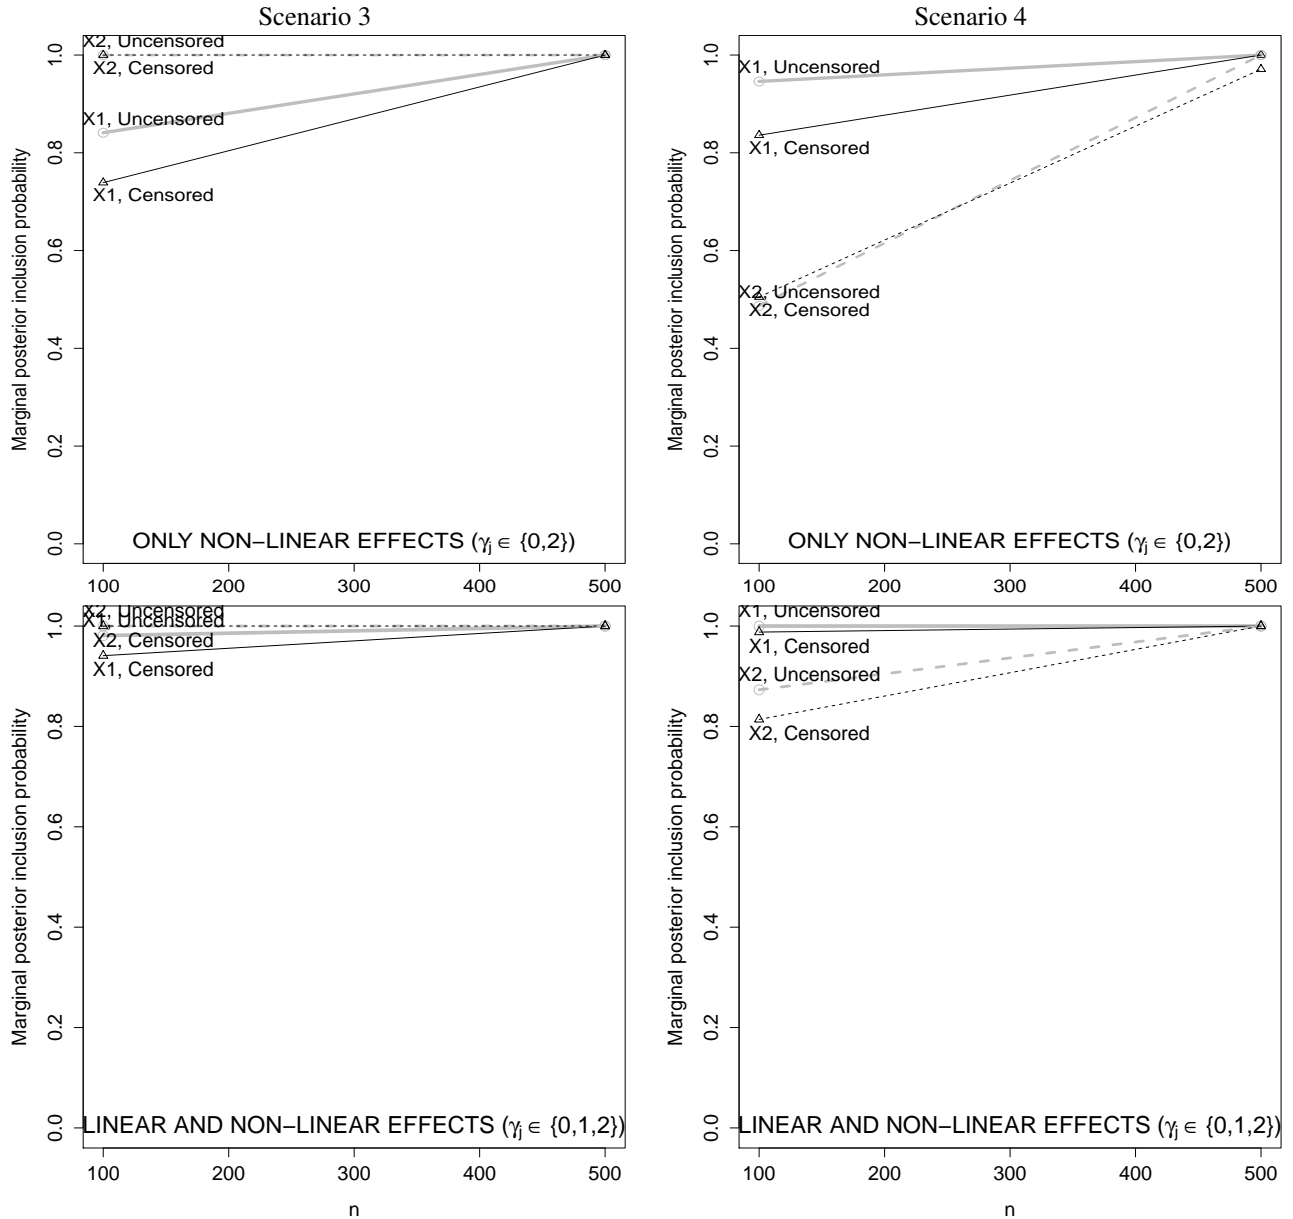 Scenario 3
Scenario 4
X2, Uncensored
X2, Censored
X1, Uncensored
X1, Censored
Marginal posterior inclusion probability
0.0
0.2
0.4
0.6
0.8
1.0
ONLY NON−LINEAR EFFECTS (γj ∈ {0,2})
100
200
300
400
500
X1, Uncensored
X1, Censored
X2, Uncensored
X2, Censored
Marginal posterior inclusion probability
0.0
0.2
0.4
0.6
0.8
1.0
ONLY NON−LINEAR EFFECTS (γj ∈ {0,2})
100
200
300
400
500
X2, Uncensored
X1, Uncensored
X2, Censored
X1, Censored
Marginal posterior inclusion probability
0.0
0.2
0.4
0.6
0.8
1.0
LINEAR AND NON−LINEAR EFFECTS (γj ∈ {0,1,2})
100
200
300
400
500
n
X1, Uncensored
X1, Censored
X2, Uncensored
X2, Censored
Marginal posterior inclusion probability
0.0
0.2
0.4
0.6
0.8
1.0
LINEAR AND NON−LINEAR EFFECTS (γj ∈ {0,1,2})
100
200
300
400
500
n